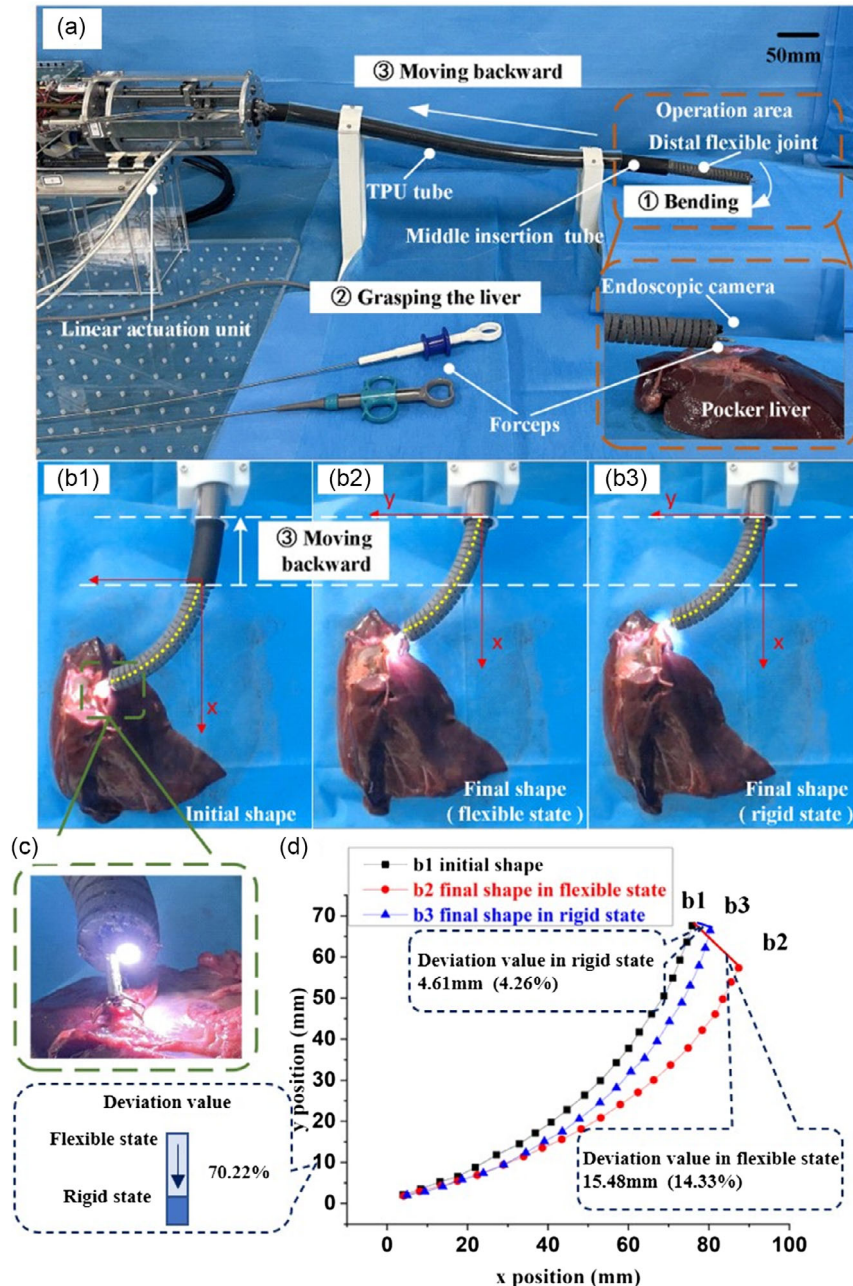 (a)
50mm
③ Moving backward
Operation area
Distal flexible joint
TPU tube
① Bending
Middle insertion tube
② Grasping the liver
Endoscopic camera
Linear actuation unit
Forceps
Pocker liver
(b1)
(b2)
(b3)
y
y
③ Moving
backward
x
x
x
Initial shape
Final shape
( flexible state )
Final shape
( rigid state )
(c)
(d)
b1 initial shape
b2 final shape in flexible state
b3 final shape in rigid state
b1
b3
b2
70
60
50
40
30
20
10
0
y position (mm)
Deviation value in rigid state
4.61mm (4.26%)
Deviation value in flexible state
15.48mm (14.33%)
0
20
40
60
80
100
x position (mm)
Deviation value
Flexible state
70.22%
Rigid state